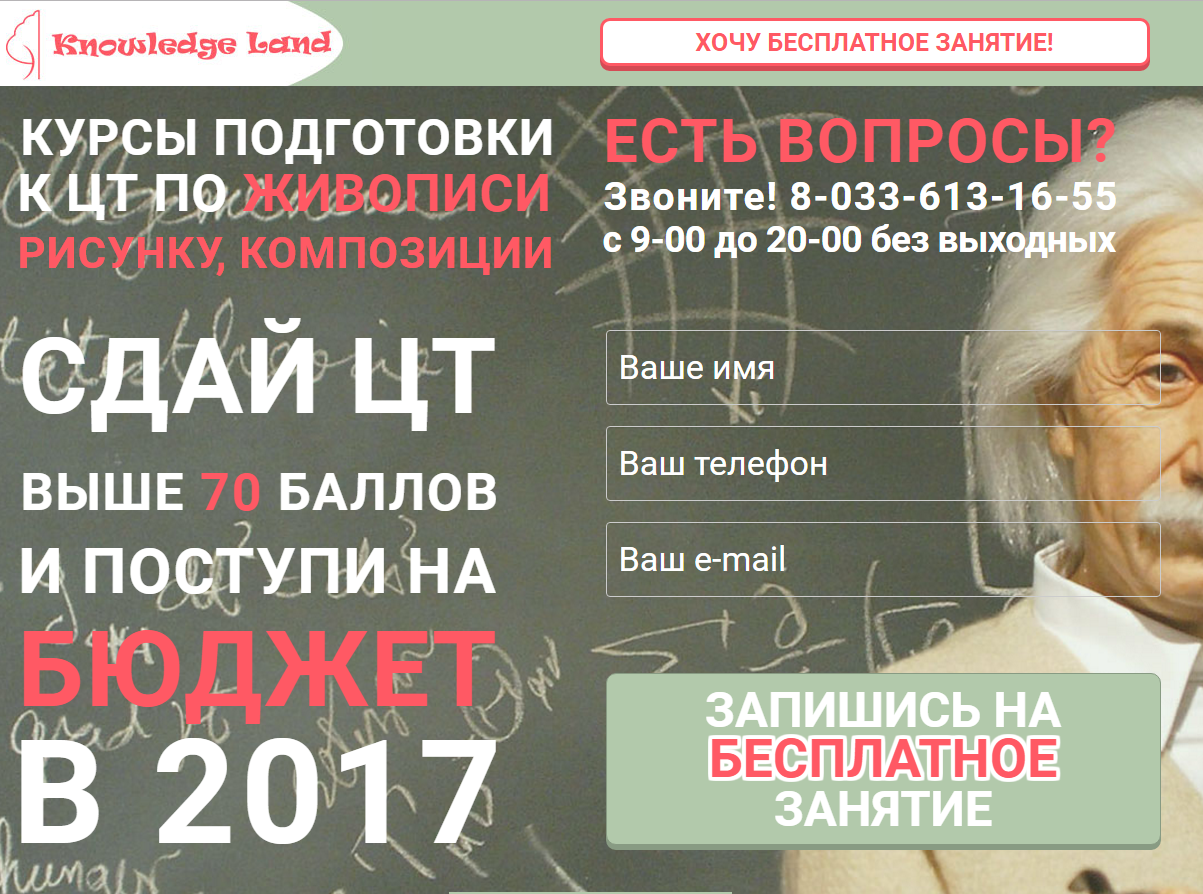 Knowledge Land
ХОЧУ БЕСПЛАТНОЕ ЗАНЯТИЕ!
КУРСЫ ПОДГОТОВКИ
К ЦТ ПО ЖИВОПИСИ
РИСУНКУ, КОМПОЗИЦИИ
СДАЙ ЦТ
ВЫШЕ 70 БАЛЛОВ
И ПОСТУПИ НА
БЮДЖЕТ
В 2017
ЕСТЬ ВОПРОСЫ?
Звоните! 8-033-613-16-55
с 9-00 до 20-00 без выходных
Ваше имя
Ваш телефон
Ваш e-mail
ЗАПИШИСЬ НА
БЕСПЛАТНОЕ
ЗАНЯТИЕ